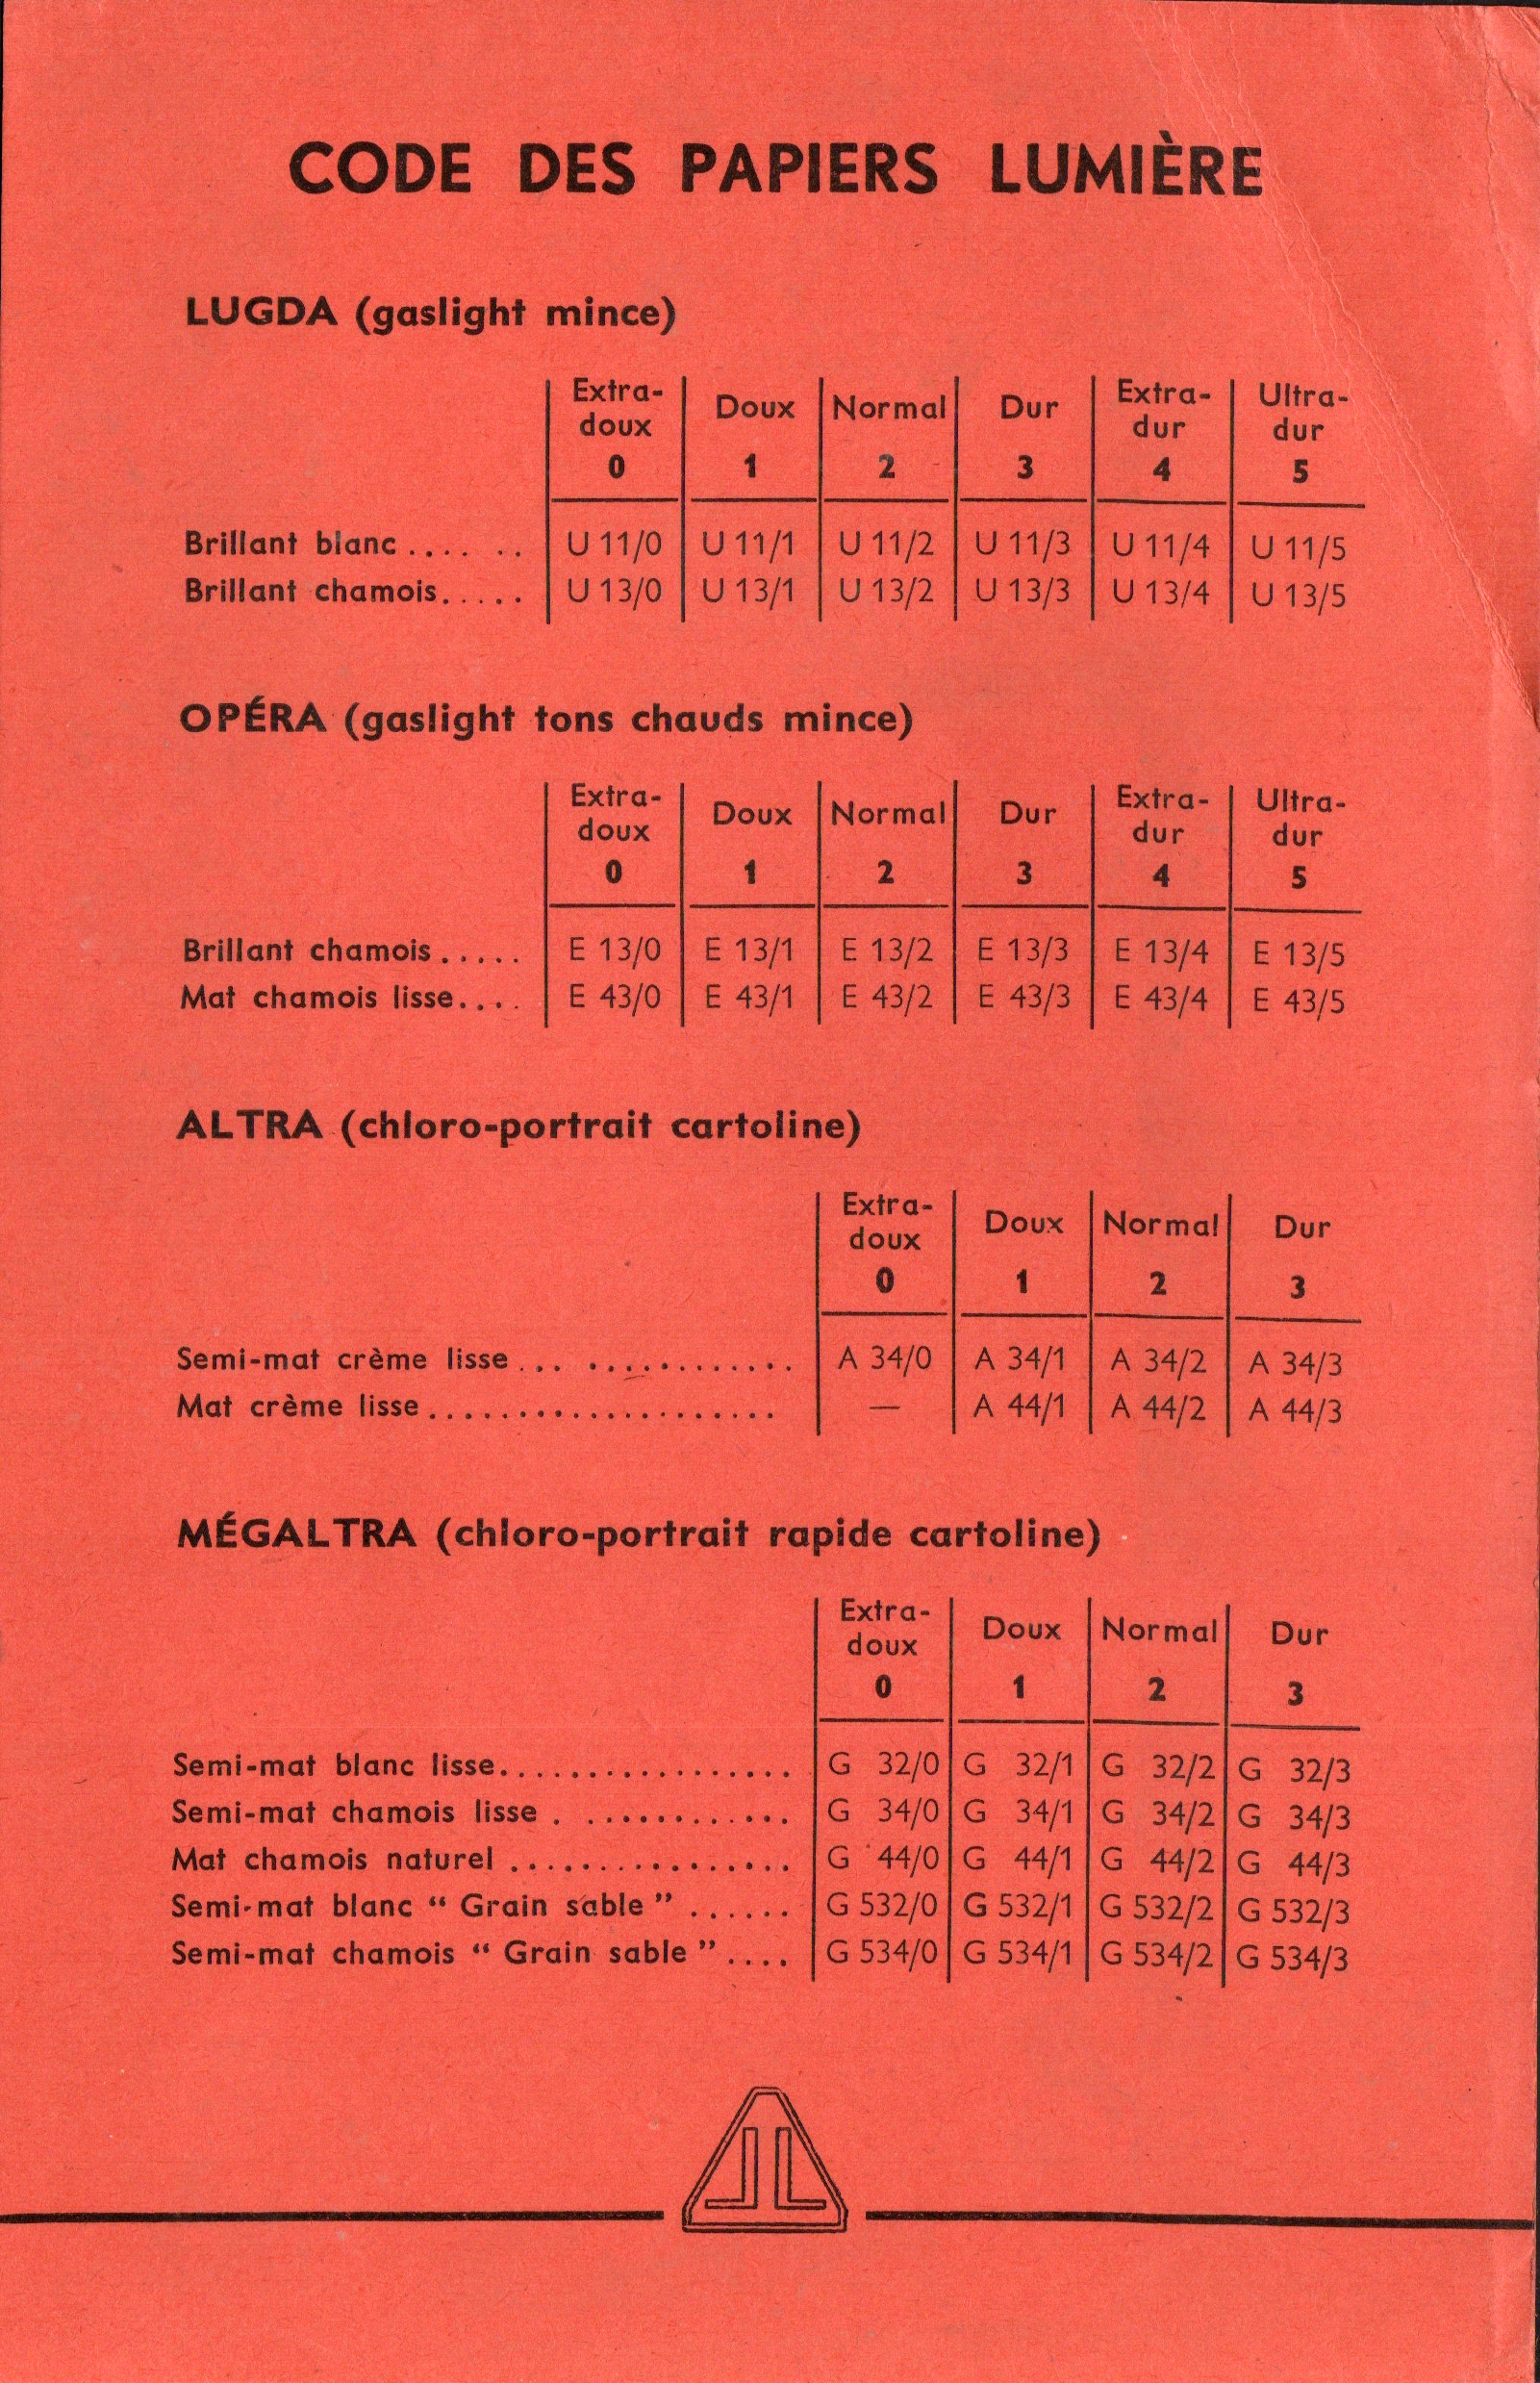 CODE DES PAPIERS LUMIÈRE
LUGDA (gaslight mince)
Extra-doux Doux Normal Dur Extra-dur Ultra-dur
0 1 2 3 4 5
Brillant blanc .... .. U 11/0 U 11/1 U 11/2 U 11/3 U 11/4 U 11/5
Brillant chamois..... U 13/0 U 13/1 U 13/2 U 13/3 U 13/4 U 13/5
OPÉRA (gaslight tons chauds mince)
Extra-doux Doux Normal Dur Extra-dur Ultra-dur
0 1 2 3 4 5
Brillant chamois ..... E 13/0 E 13/1 E 13/2 E 13/3 E 13/4 E 13/5
Mat chamois lisse.... E 43/0 E 43/1 E 43/2 E 43/3 E 43/4 E 43/5
ALTRA (chloro-portrait cartoline)
Extra-doux Doux Normal Dur
0 1 2 3
Semi-mat crème lisse ... ............ A 34/0 A 34/1 A 34/2 A 34/3
Mat crème lisse .................... — A 44/1 A 44/2 A 44/3
MÉGALTRA (chloro-portrait rapide cartoline)
Extra-doux Doux Normal Dur
0 1 2 3
Semi-mat blanc lisse................. G 32/0 G 32/1 G 32/2 G 32/3
Semi-mat chamois lisse . ............ G 34/0 G 34/1 G 34/2 G 34/3
Mat chamois naturel ................ G 44/0 G 44/1 G 44/2 G 44/3
Semi-mat blanc “ Grain sable ” ...... G 532/0 G 532/1 G 532/2 G 532/3
Semi-mat chamois “ Grain sable ” .... G 534/0 G 534/1 G 534/2 G 534/3
JL